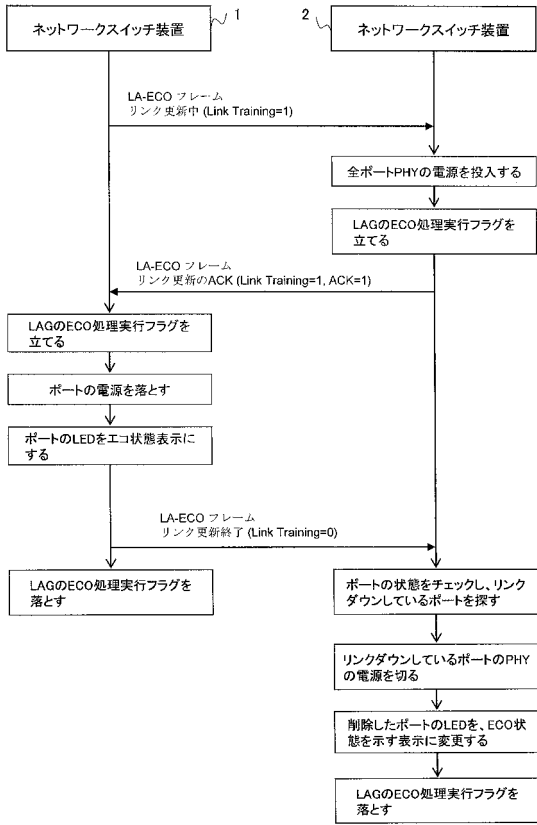 ネットワークスイッチ装置
1
2
ネットワークスイッチ装置
LA-ECO フレーム
リンク更新中 (Link Training=1)
全ポートPHYの電源を投入する
LAGのECO処理実行フラグを
立てる
LA-ECO フレーム
リンク更新のACK (Link Training=1, ACK=1)
LAGのECO処理実行フラグを
立てる
ポートの電源を落とす
ポートのLEDをエコ状態表示に
する
LA-ECO フレーム
リンク更新終了 (Link Training=0)
LAGのECO処理実行フラグを
落とす
ポートの状態をチェックし、リンク
ダウンしているポートを探す
リンクダウンしているポートのPHY
の電源を切る
削除したポートのLEDを、ECO状
態を示す表示に変更する
LAGのECO処理実行フラグを
落とす